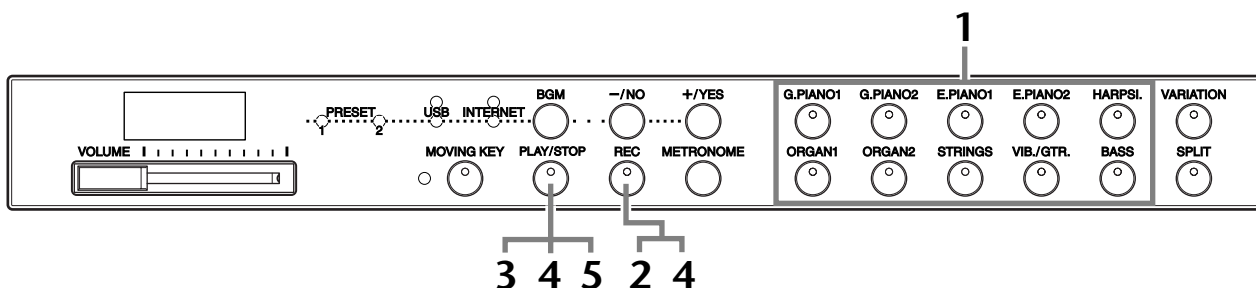 1
BGM −/NO +/YES G.PIANO1 G.PIANO2 E.PIANO1 E.PIANO2 HARPSI. VARIATION
PRESET USB INTERNET
1 2
VOLUME MOVING KEY PLAY/STOP REC METRONOME ORGAN1 ORGAN2 STRINGS VIB./GTR. BASS SPLIT
3 4 5 2 4